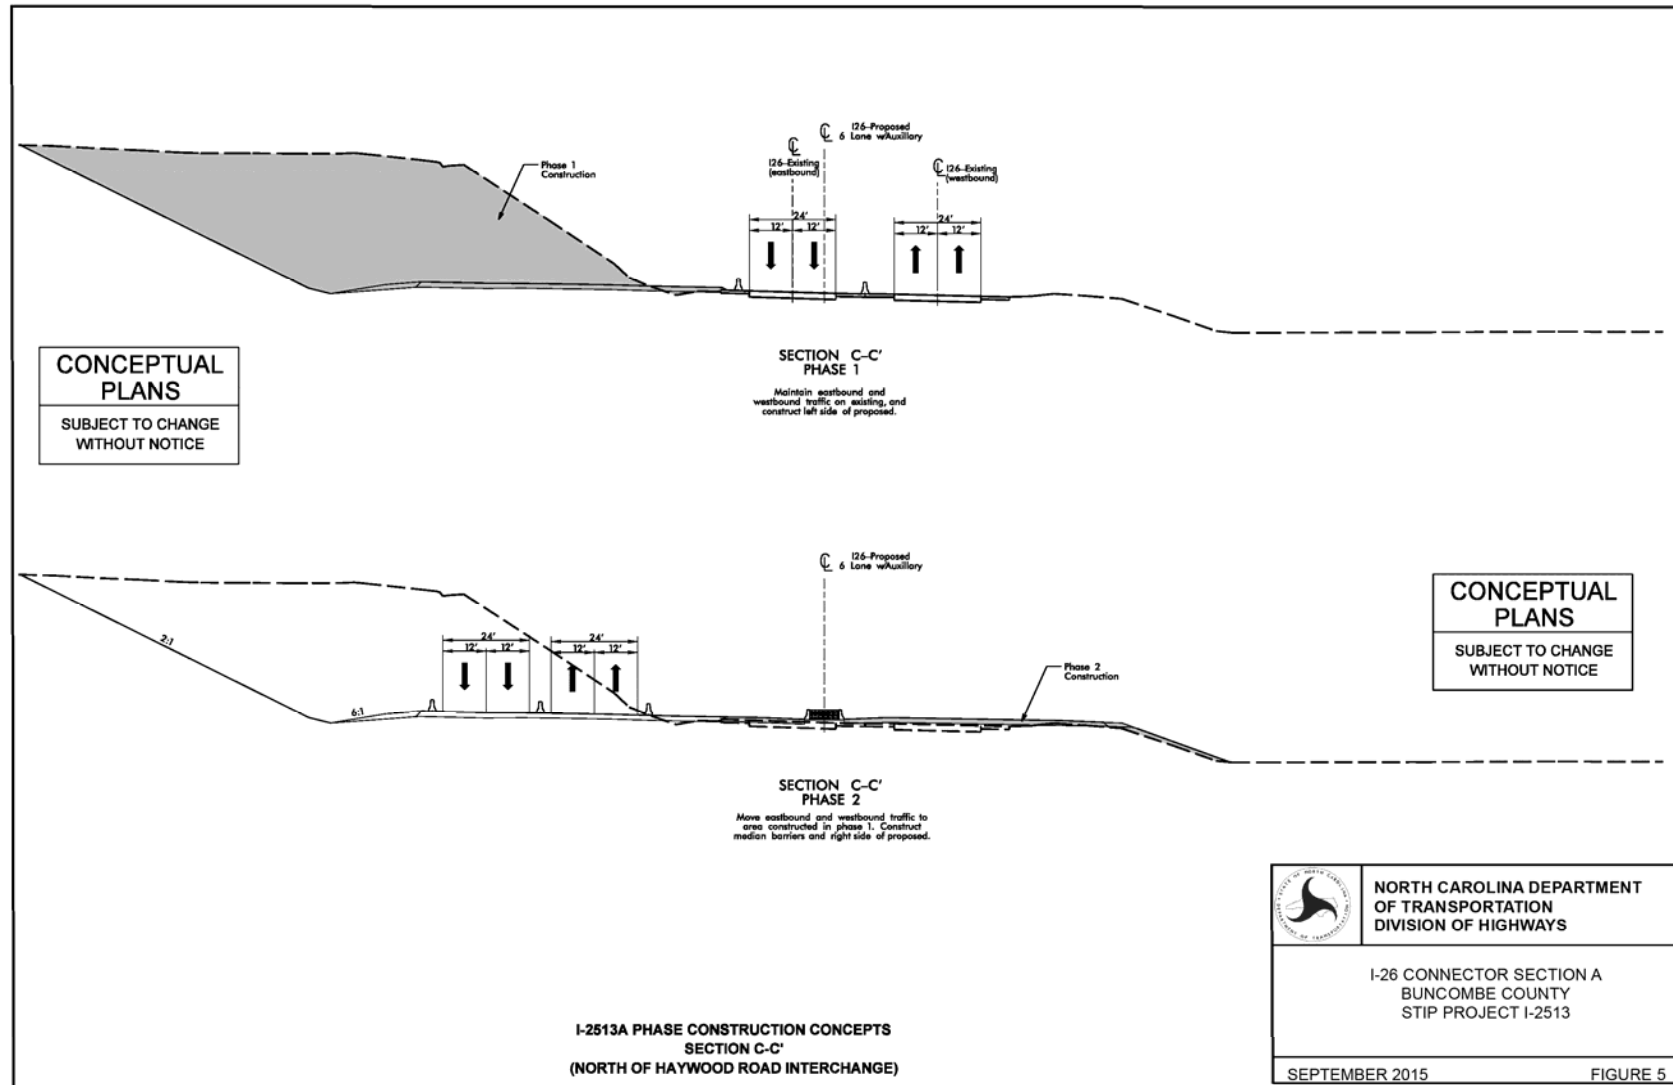 I26-Proposed
6 Lane w/Auxillary
I26-Existing
(eastbound)
I26-Existing
(westbound)
Phase 1
Construction
24'
12'
12'
24'
12'
12'
SECTION C-C'
PHASE 1
Maintain eastbound and
westbound traffic on existing, and
construct left side of proposed.
CONCEPTUAL
PLANS
SUBJECT TO CHANGE
WITHOUT NOTICE
I26-Proposed
6 Lane w/Auxillary
2:1
6:1
24'
12'
12'
24'
12'
12'
Phase 2
Construction
CONCEPTUAL
PLANS
SUBJECT TO CHANGE
WITHOUT NOTICE
SECTION C-C'
PHASE 2
Move eastbound and westbound traffic to
area constructed in phase 1. Construct
median barriers and right side of proposed.
I-2513A PHASE CONSTRUCTION CONCEPTS
SECTION C-C'
(NORTH OF HAYWOOD ROAD INTERCHANGE)
NORTH CAROLINA DEPARTMENT
OF TRANSPORTATION
DIVISION OF HIGHWAYS
I-26 CONNECTOR SECTION A
BUNCOMBE COUNTY
STIP PROJECT I-2513
SEPTEMBER 2015
FIGURE 5